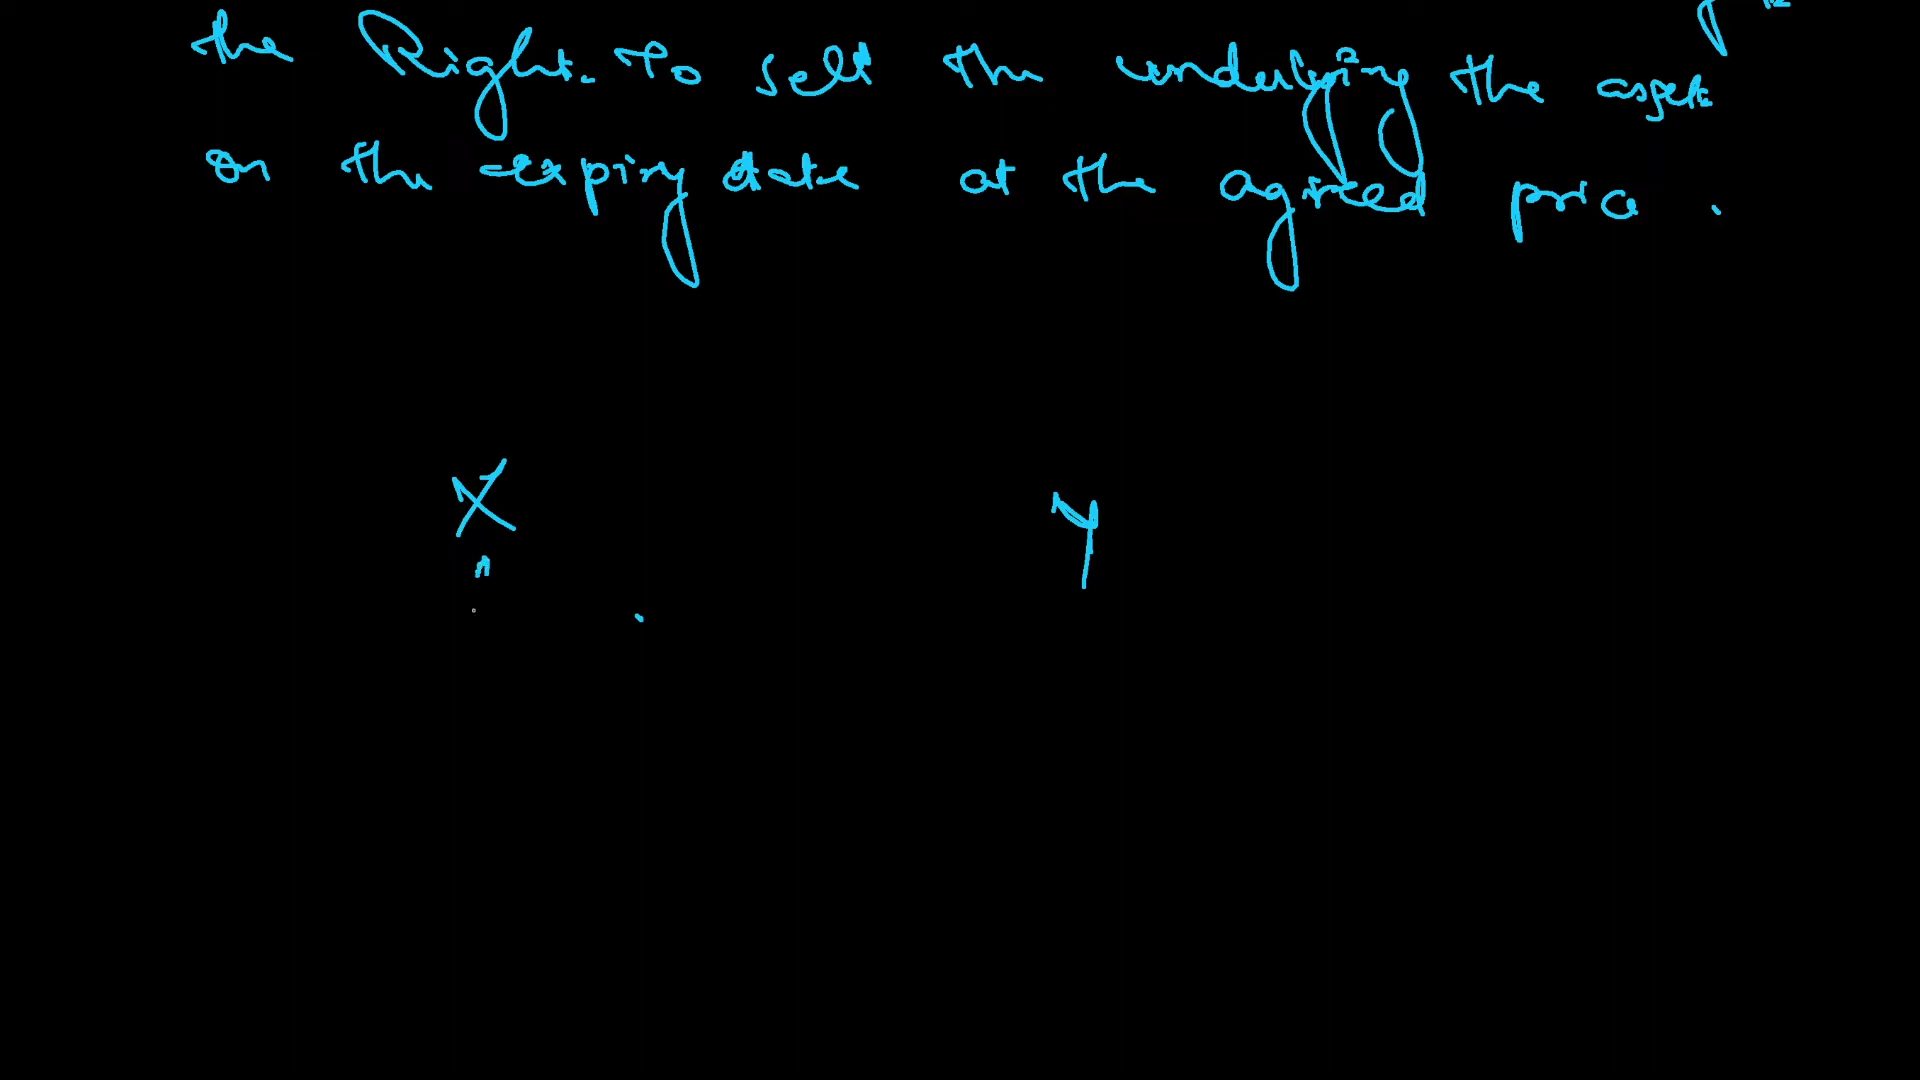 the Right to sell the underlying the asset
on the expiry date at the agreed price.
X Y